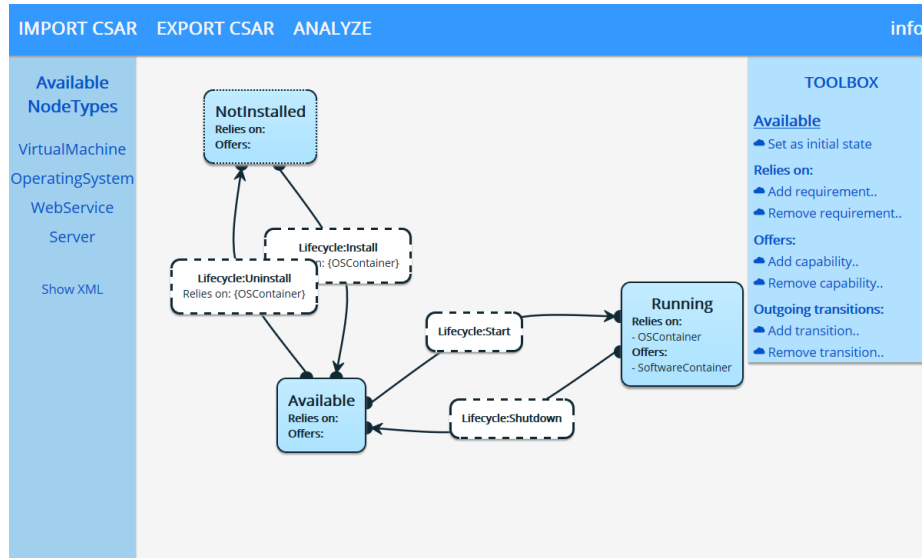 IMPORT CSAR EXPORT CSAR ANALYZE info
Available
NodeTypes
VirtualMachine
OperatingSystem
WebService
Server
Show XML
NotInstalled
Relies on:
Offers:
Lifecycle:Install
n: {OSContainer}
Lifecycle:Uninstall
Relies on: {OSContainer}
Available
Relies on:
Offers:
Lifecycle:Start
Lifecycle:Shutdown
Running
Relies on:
- OSContainer
Offers:
- SoftwareContainer
TOOLBOX
Available
Set as initial state
Relies on:
Add requirement..
Remove requirement..
Offers:
Add capability..
Remove capability..
Outgoing transitions:
Add transition..
Remove transition..